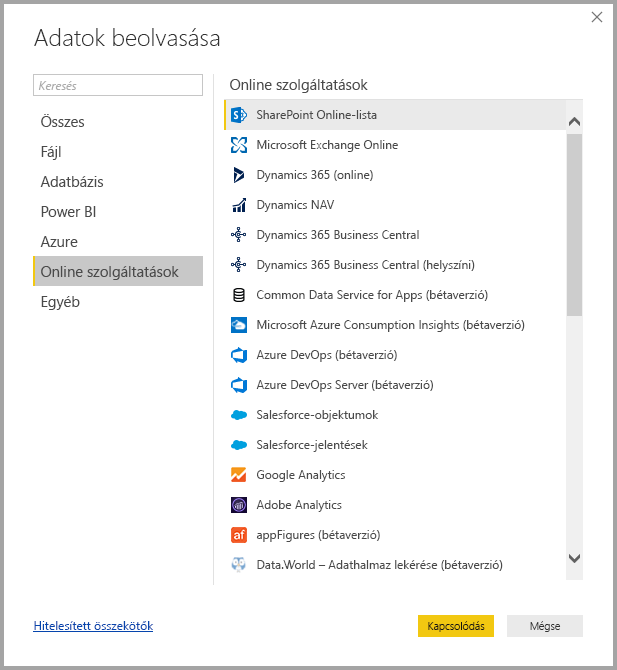 Adatok beolvasása
Keresés
Összes
Fájl
Adatbázis
Power BI
Azure
Online szolgáltatások
Egyéb
Online szolgáltatások
SharePoint Online-lista
Microsoft Exchange Online
Dynamics 365 (online)
Dynamics NAV
Dynamics 365 Business Central
Dynamics 365 Business Central (helyszíni)
Common Data Service for Apps (bétaverzió)
Microsoft Azure Consumption Insights (bétaverzió)
Azure DevOps (bétaverzió)
Azure DevOps Server (bétaverzió)
Salesforce-objektumok
Salesforce-jelentések
Google Analytics
Adobe Analytics
appFigures (bétaverzió)
Data.World – Adathalmaz lekérése (bétaverzió)
Hitelesített összekötők
Kapcsolódás
Mégse